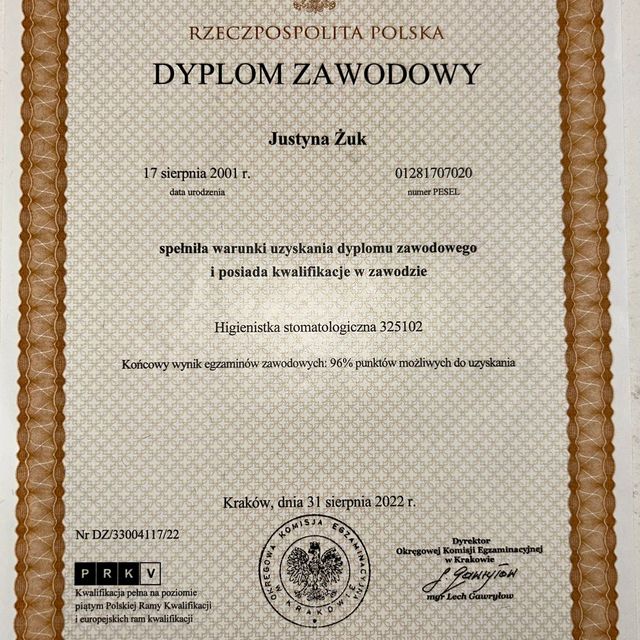 RZECZPOSPOLITA POLSKA
DYPLOM ZAWODOWY
Justyna Żuk
17 sierpnia 2001 r.
data urodzenia
01281707020
numer PESEL
spełniła warunki uzyskania dyplomu zawodowego
i posiada kwalifikacje w zawodzie
Higienistka stomatologiczna 325102
Końcowy wynik egzaminów zawodowych: 96% punktów możliwych do uzyskania
Kraków, dnia 31 sierpnia 2022 r.
Nr DZ/33004117/22
PRK V
Kwalifikacja pełna na poziomie
piątym Polskiej Ramy Kwalifikacji
i europejskich ram kwalifikacji
OKRĘGOWA KOMISJA EGZAMINACYJNA
W KRAKOWIE
Dyrektor
Okręgowej Komisji Egzaminacyjnej
w Krakowie
J. Gawryłow
mgr Lech Gawryłow